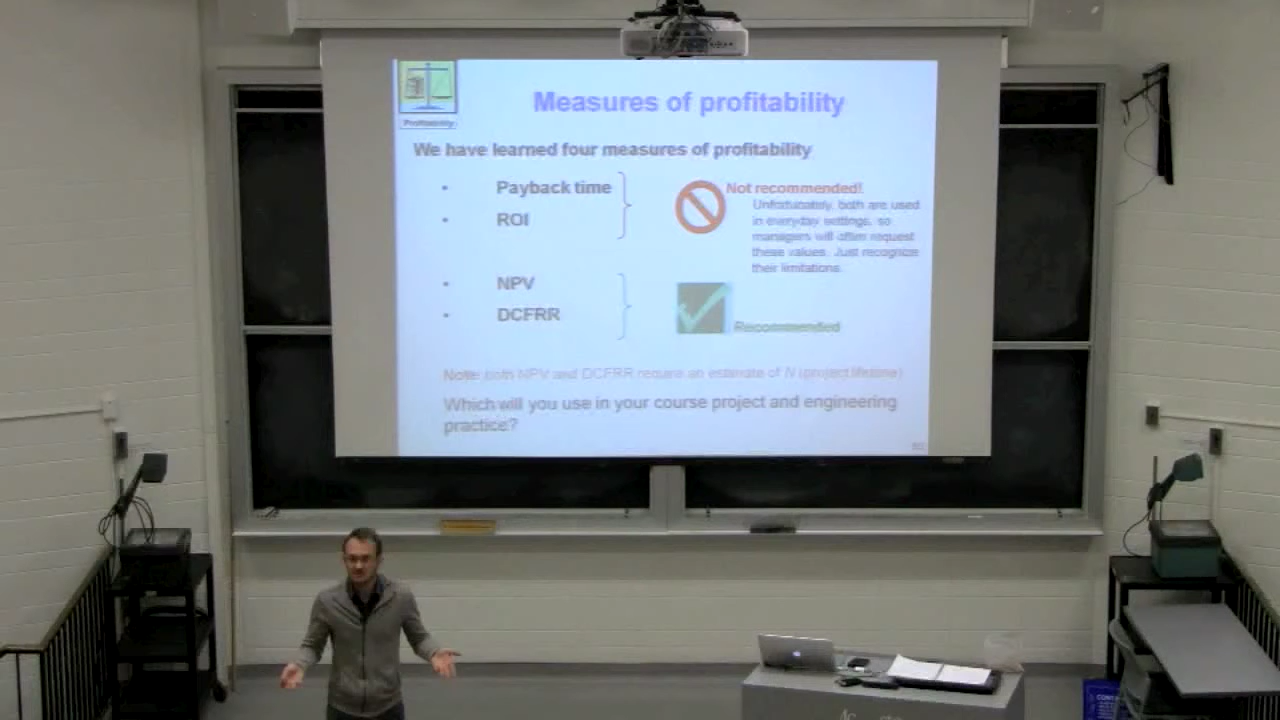 Measures of profitability
Profitability
We have learned four measures of profitability
• Payback time
• ROI
Not recommended!
Unfortunately, both are used
in everyday settings, so
managers will often request
these values. Just recognize
their limitations.
• NPV
• DCFRR
Recommended
Note: both NPV and DCFRR require an estimate of N (project lifetime)
Which will you use in your course project and engineering
practice?